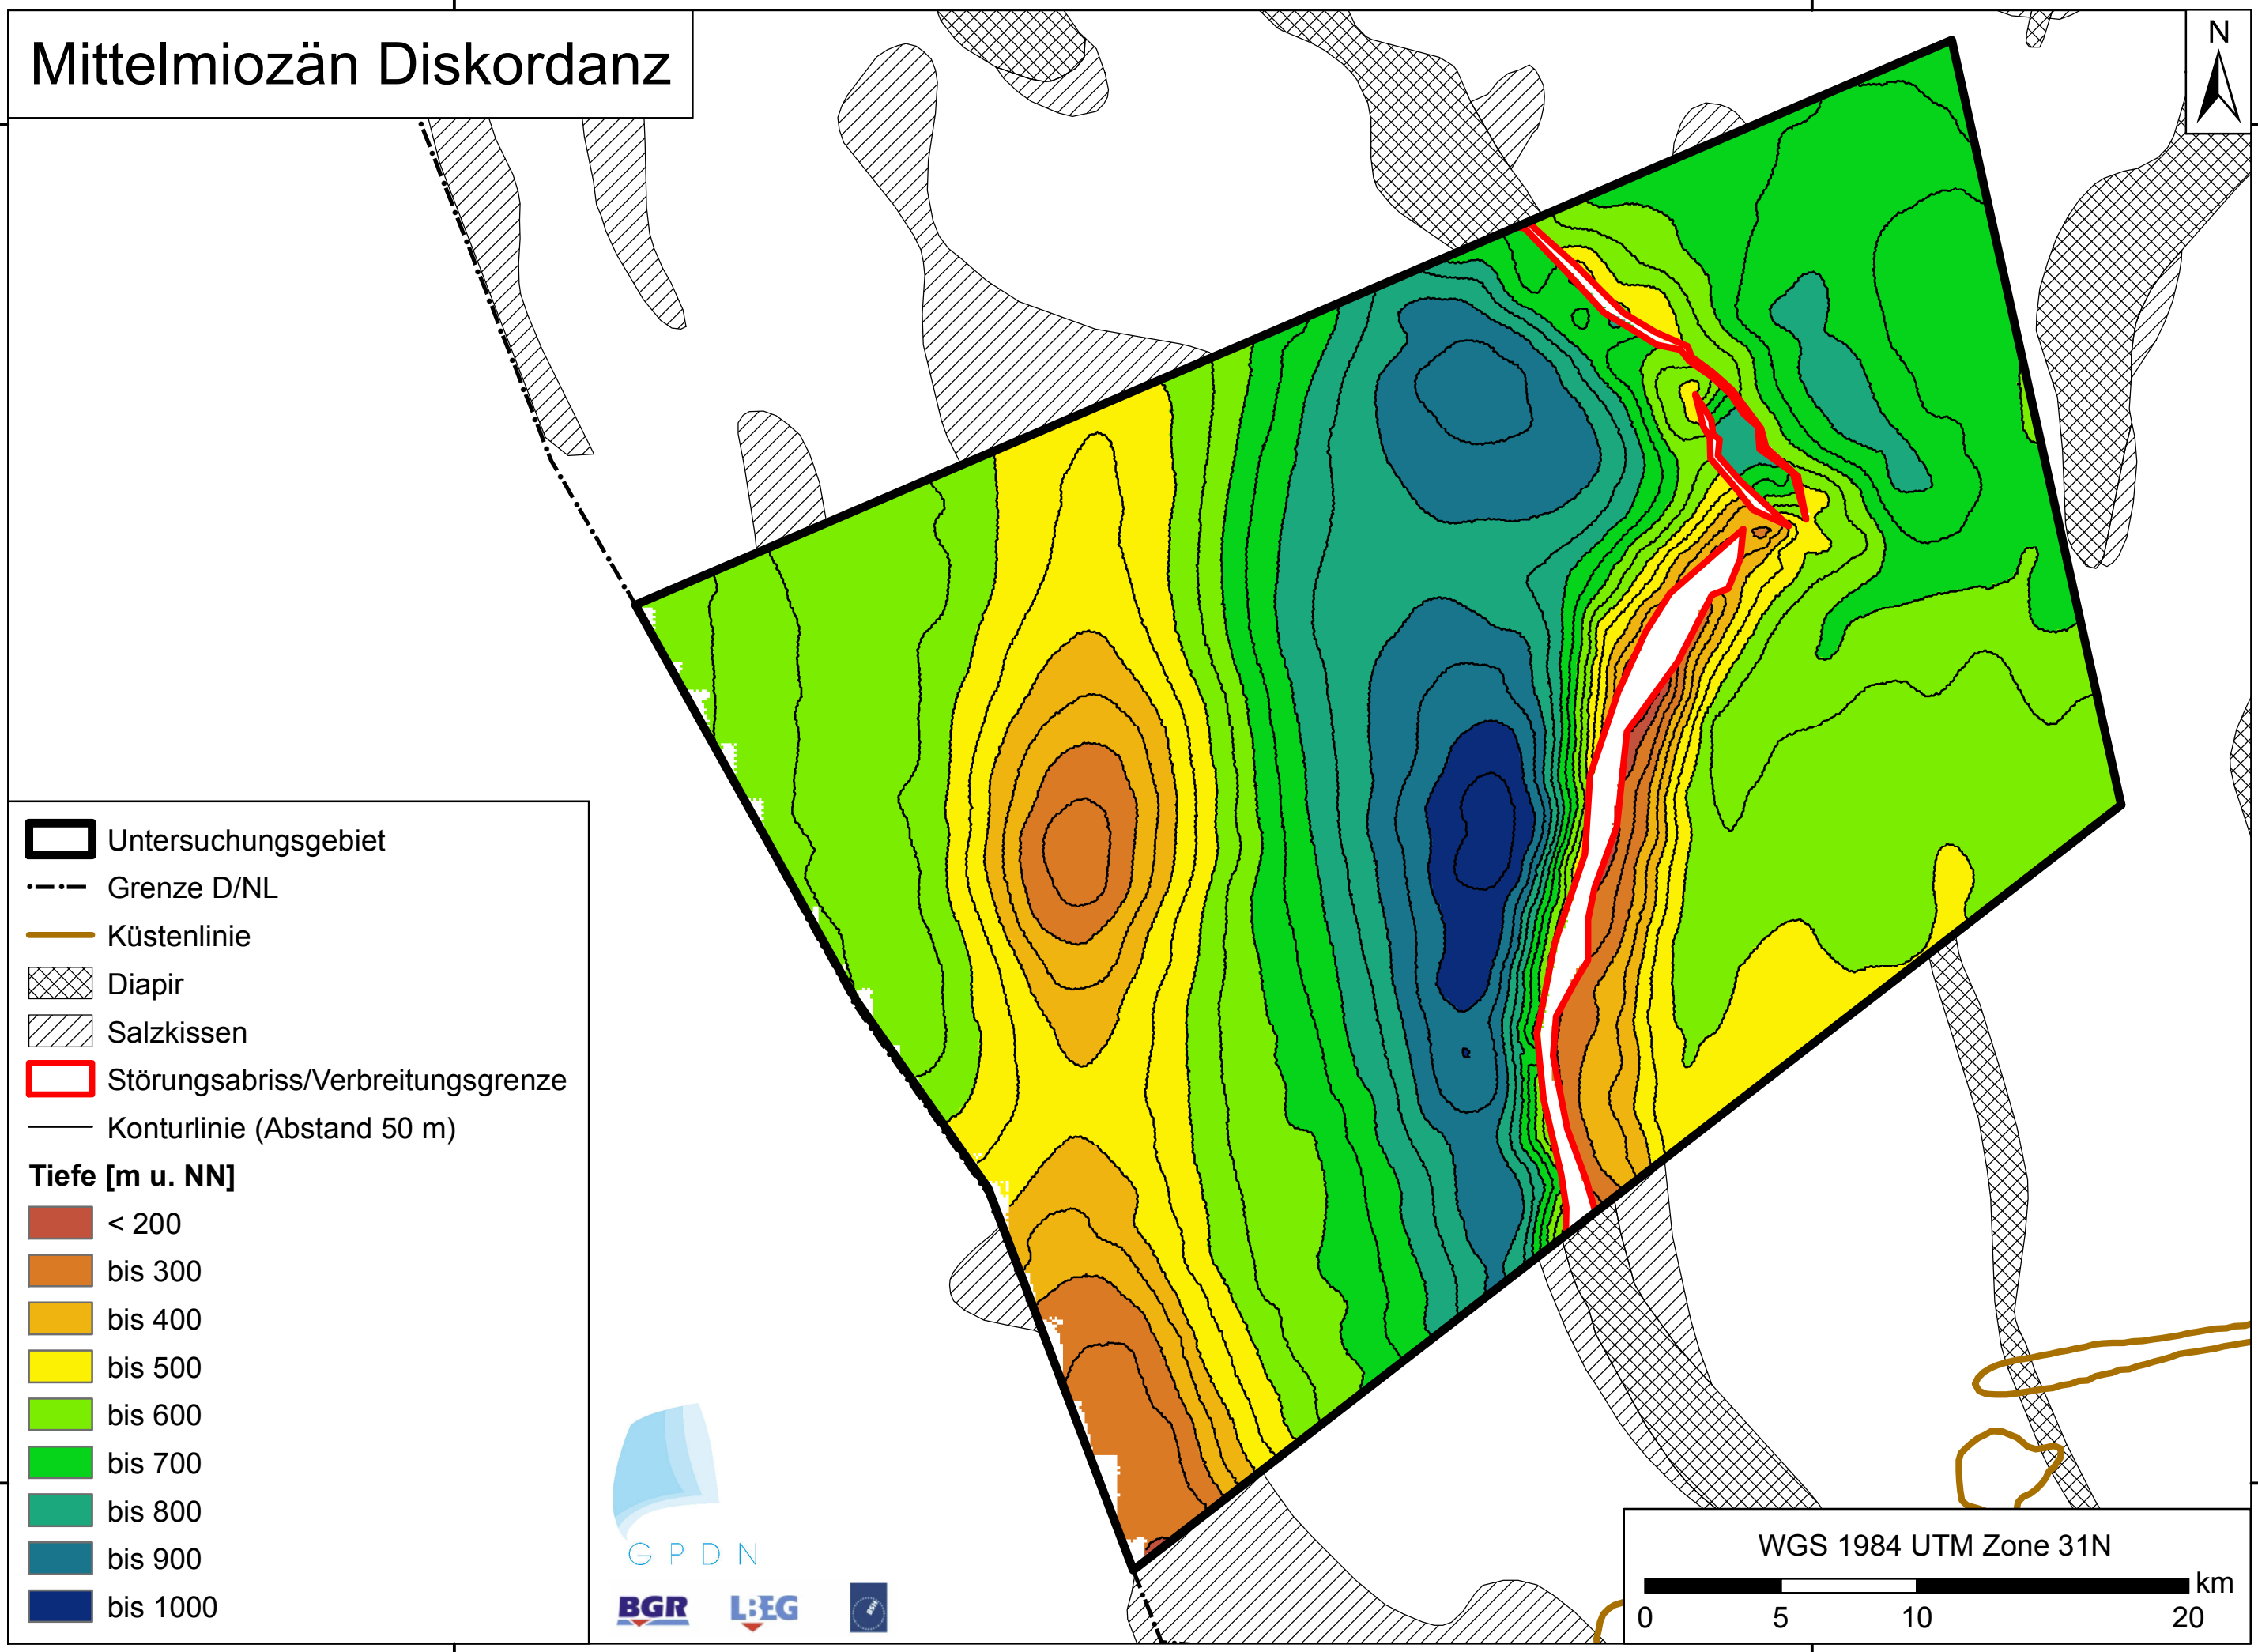 Mittelmiozän Diskordanz
N
Untersuchungsgebiet
Grenze D/NL
Küstenlinie
Diapir
Salzkissen
Störungsabriss/Verbreitungsgrenze
Konturlinie (Abstand 50 m)
Tiefe [m u. NN]
< 200
bis 300
bis 400
bis 500
bis 600
bis 700
bis 800
bis 900
bis 1000
GPDN
BGR
LBEG
BSH
WGS 1984 UTM Zone 31N
km
0 5 10 20